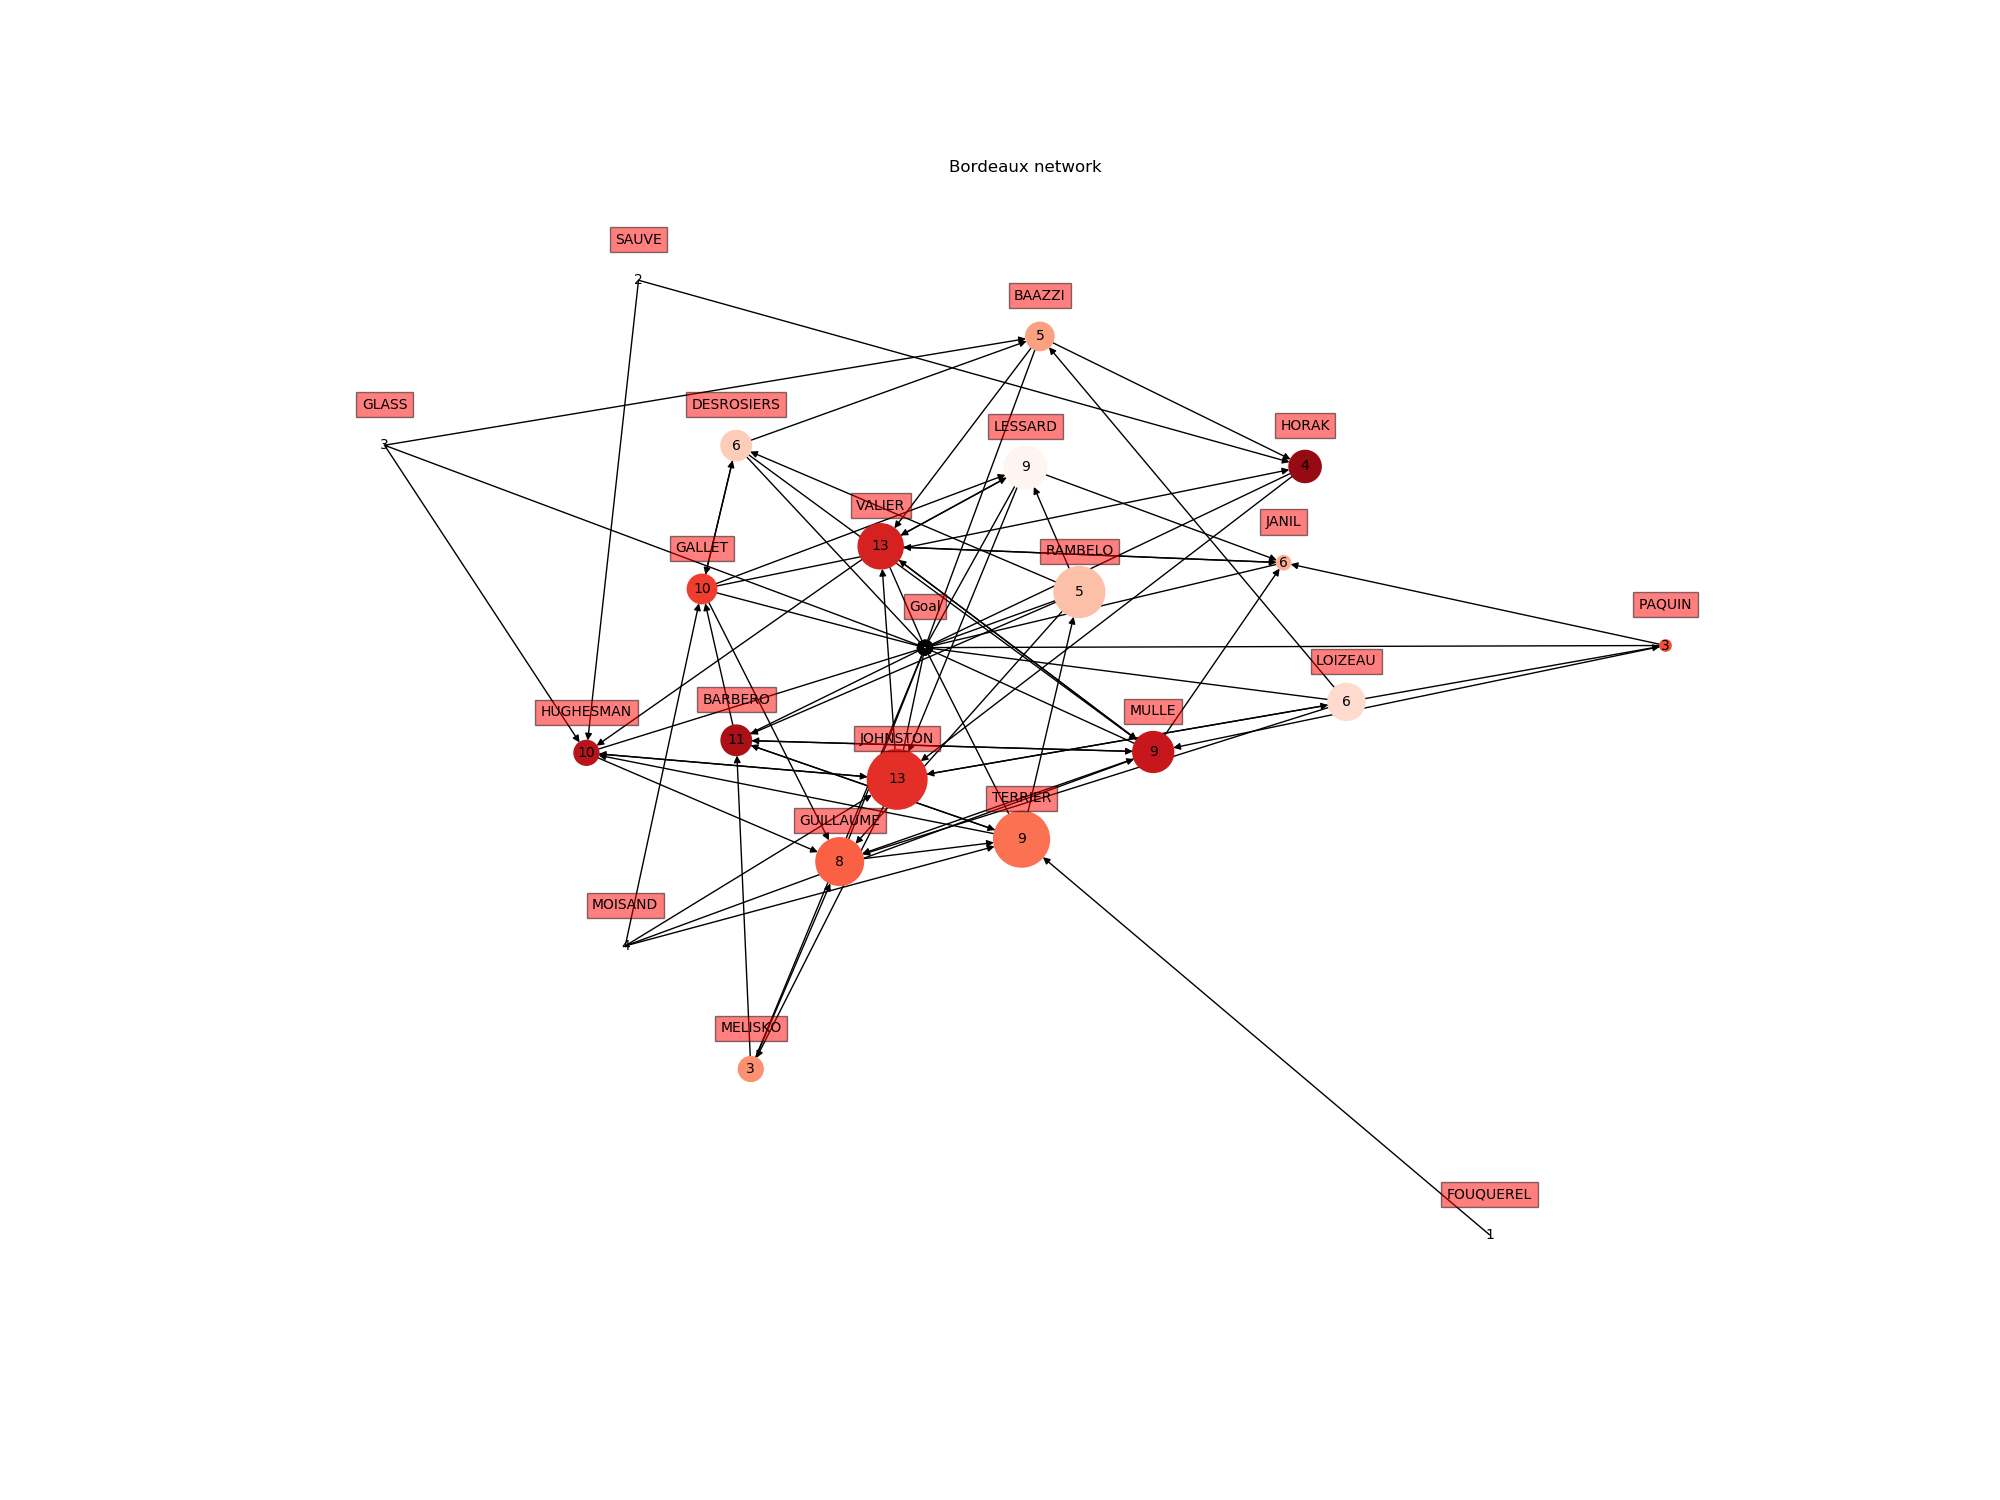 Bordeaux network
SAUVE
2
BAAZZI
5
GLASS
3
DESROSIERS
6
LESSARD
9
HORAK
4
VALIER
13
JANIL
6
GALLET
10
RAMBELO
5
Goal
PAQUIN
3
LOIZEAU
6
BARBERO
11
HUGHESMAN
10
MULLE
9
JOHNSTON
13
TERRIER
9
GUILLAUME
8
MOISAND
4
MELISKO
3
FOUQUEREL
1